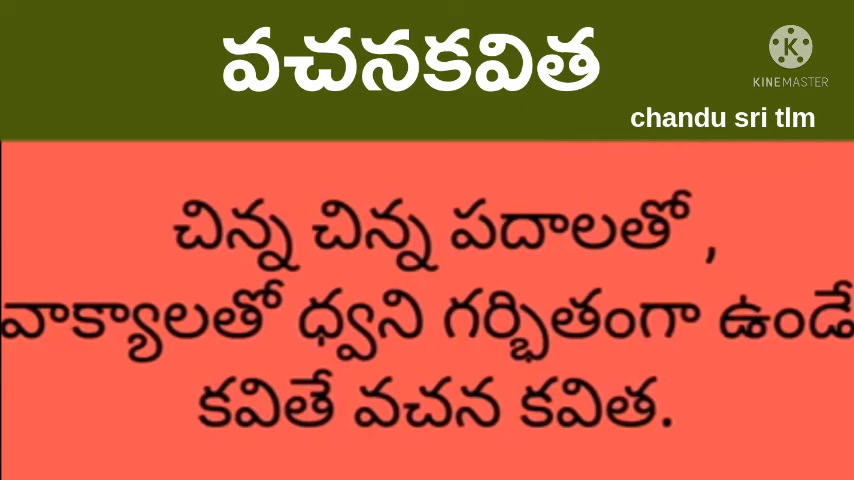 వచనకవిత
K
KINEMASTER
chandu sri tlm
చిన్న చిన్న పదాలతో ,
వాక్యాలతో ధ్వని గర్భితంగా ఉండే
కవితే వచన కవిత.